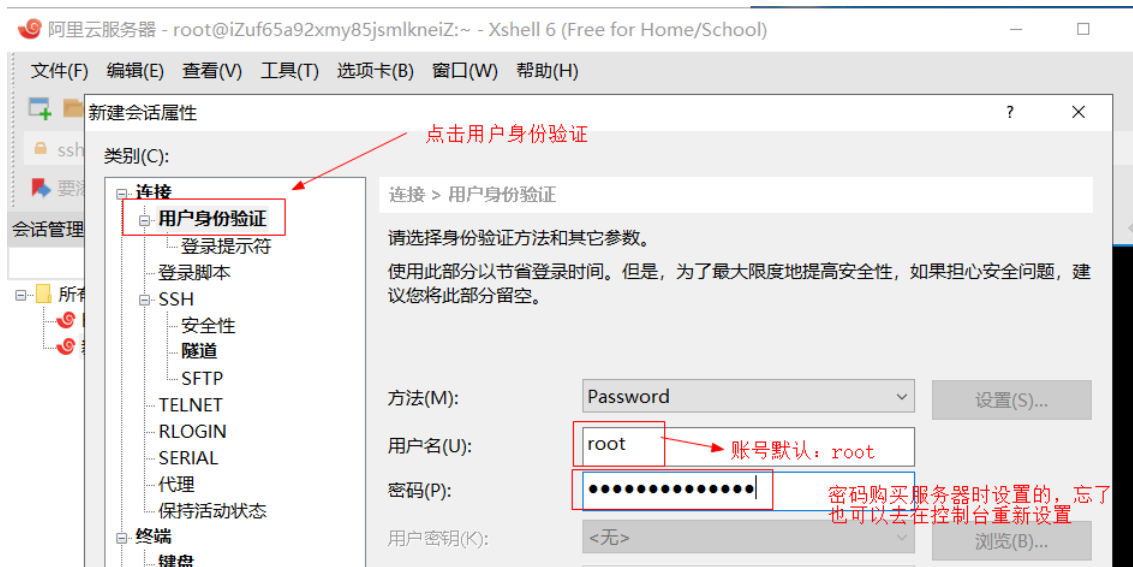 阿里云服务器 - root@iZuf65a92xmy85jsmlkneiZ:~ - Xshell 6 (Free for Home/School)
文件(F) 编辑(E) 查看(V) 工具(T) 选项卡(B) 窗口(W) 帮助(H)
新建会话属性
?
点击用户身份验证
ssh
类别(C):
要添
会话管理
所有
连接
用户身份验证
登录提示符
登录脚本
SSH
安全性
隧道
SFTP
TELNET
RLOGIN
SERIAL
代理
保持活动状态
终端
键盘
连接 > 用户身份验证
请选择身份验证方法和其它参数。
使用此部分以节省登录时间。但是，为了最大限度地提高安全性，如果担心安全问题，建
议您将此部分留空。
方法(M):
Password
设置(S)...
用户名(U):
root
账号默认：root
密码(P):
●●●●●●●●●●●●●●
密码购买服务器时设置的，忘了
也可以去在控制台重新设置
用户密钥(K):
<无>
浏览(B)...